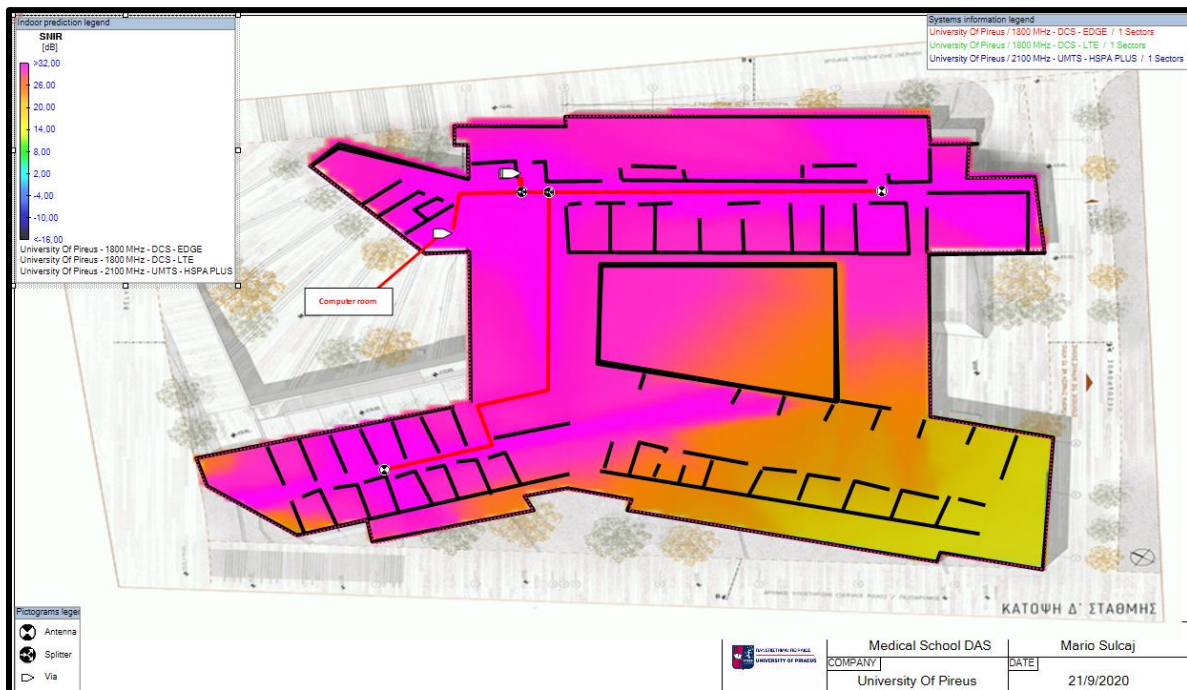 Indoor prediction legend
SNIR
[dB]
>32,00
26,00
20,00
14,00
8,00
2,00
-4,00
-10,00
<-16,00
University Of Pireus - 1800 MHz - DCS - EDGE
University Of Pireus - 1800 MHz - DCS - LTE
University Of Pireus - 2100 MHz - UMTS - HSPA PLUS
Systems information legend
University Of Pireus / 1800 MHz - DCS - EDGE / 1 Sectors
University Of Pireus / 1800 MHz - DCS - LTE / 1 Sectors
University Of Pireus / 2100 MHz - UMTS - HSPA PLUS / 1 Sectors
Computer room
ΚΑΤΟΨΗ Δ΄ ΣΤΑΘΜΗΣ
Pictograms lege
Antenna
Splitter
Via
ΠΑΝΕΠΙΣΤΗΜΙΟ ΠΕΙΡΑΙΩΣ
UNIVERSITY OF PIRAEUS
Medical School DAS
Mario Sulcaj
COMPANY
DATE
University Of Pireus
21/9/2020